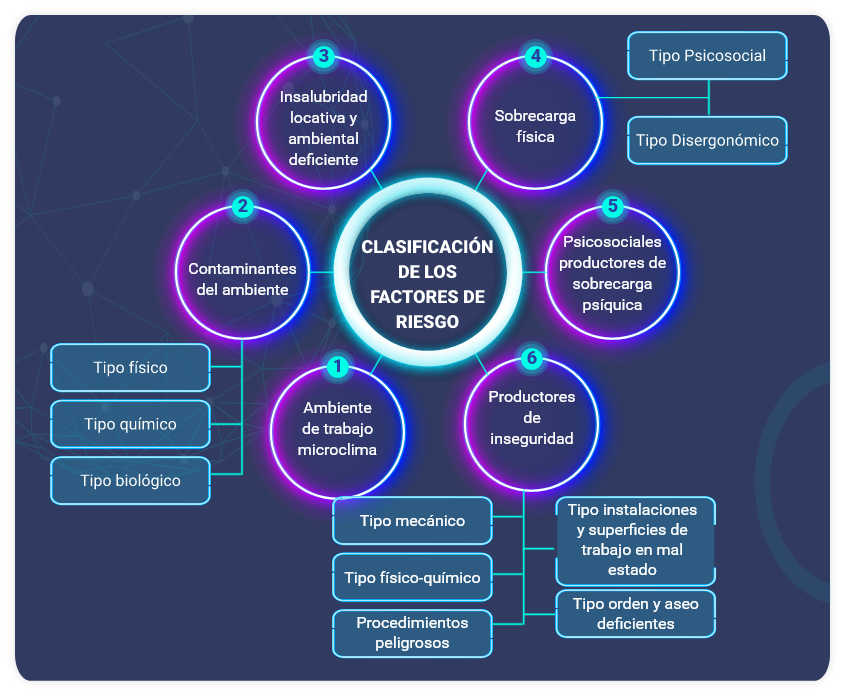 CLASIFICACIÓN
DE LOS
FACTORES DE
RIESGO
1
Ambiente
de trabajo
microclima
2
Contaminantes
del ambiente
Tipo físico
Tipo químico
Tipo biológico
3
Insalubridad
locativa y
ambiental
deficiente
4
Sobrecarga
física
Tipo Psicosocial
Tipo Disergonómico
5
Psicosociales
productores de
sobrecarga
psíquica
6
Productores
de
inseguridad
Tipo mecánico
Tipo físico-químico
Procedimientos
peligrosos
Tipo instalaciones
y superficies de
trabajo en mal
estado
Tipo orden y aseo
deficientes